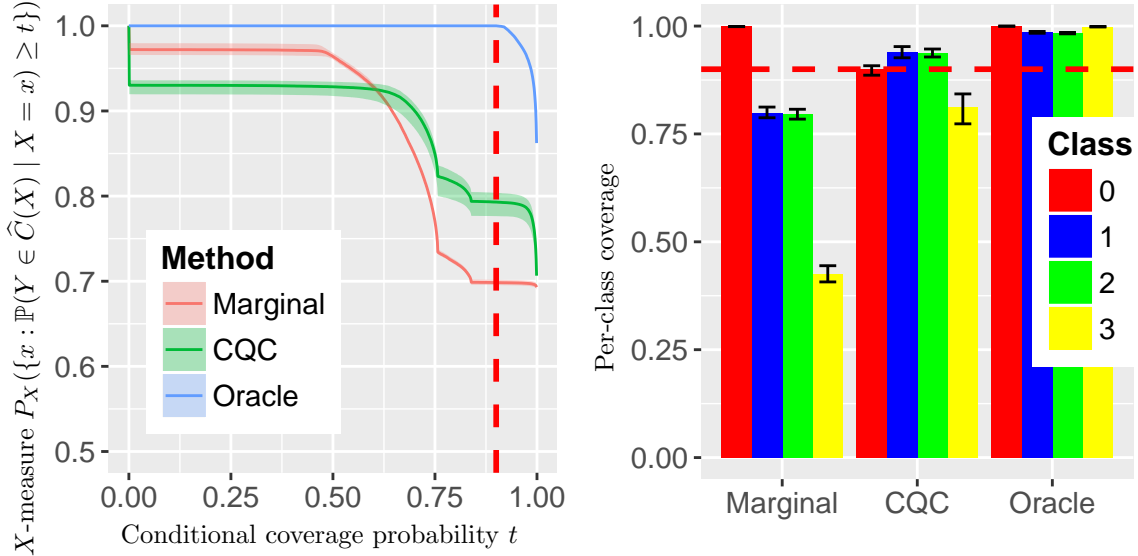 X-measure P_X({x : ℙ(Y ∈ Ĉ(X) | X = x) ≥ t})
1.0
0.9
0.8
0.7
0.6
0.5
Method
Marginal
CQC
Oracle
0.00 0.25 0.50 0.75 1.00
Conditional coverage probability t
Per-class coverage
1.00
0.75
0.50
0.25
0.00
Class
0
1
2
3
Marginal CQC Oracle